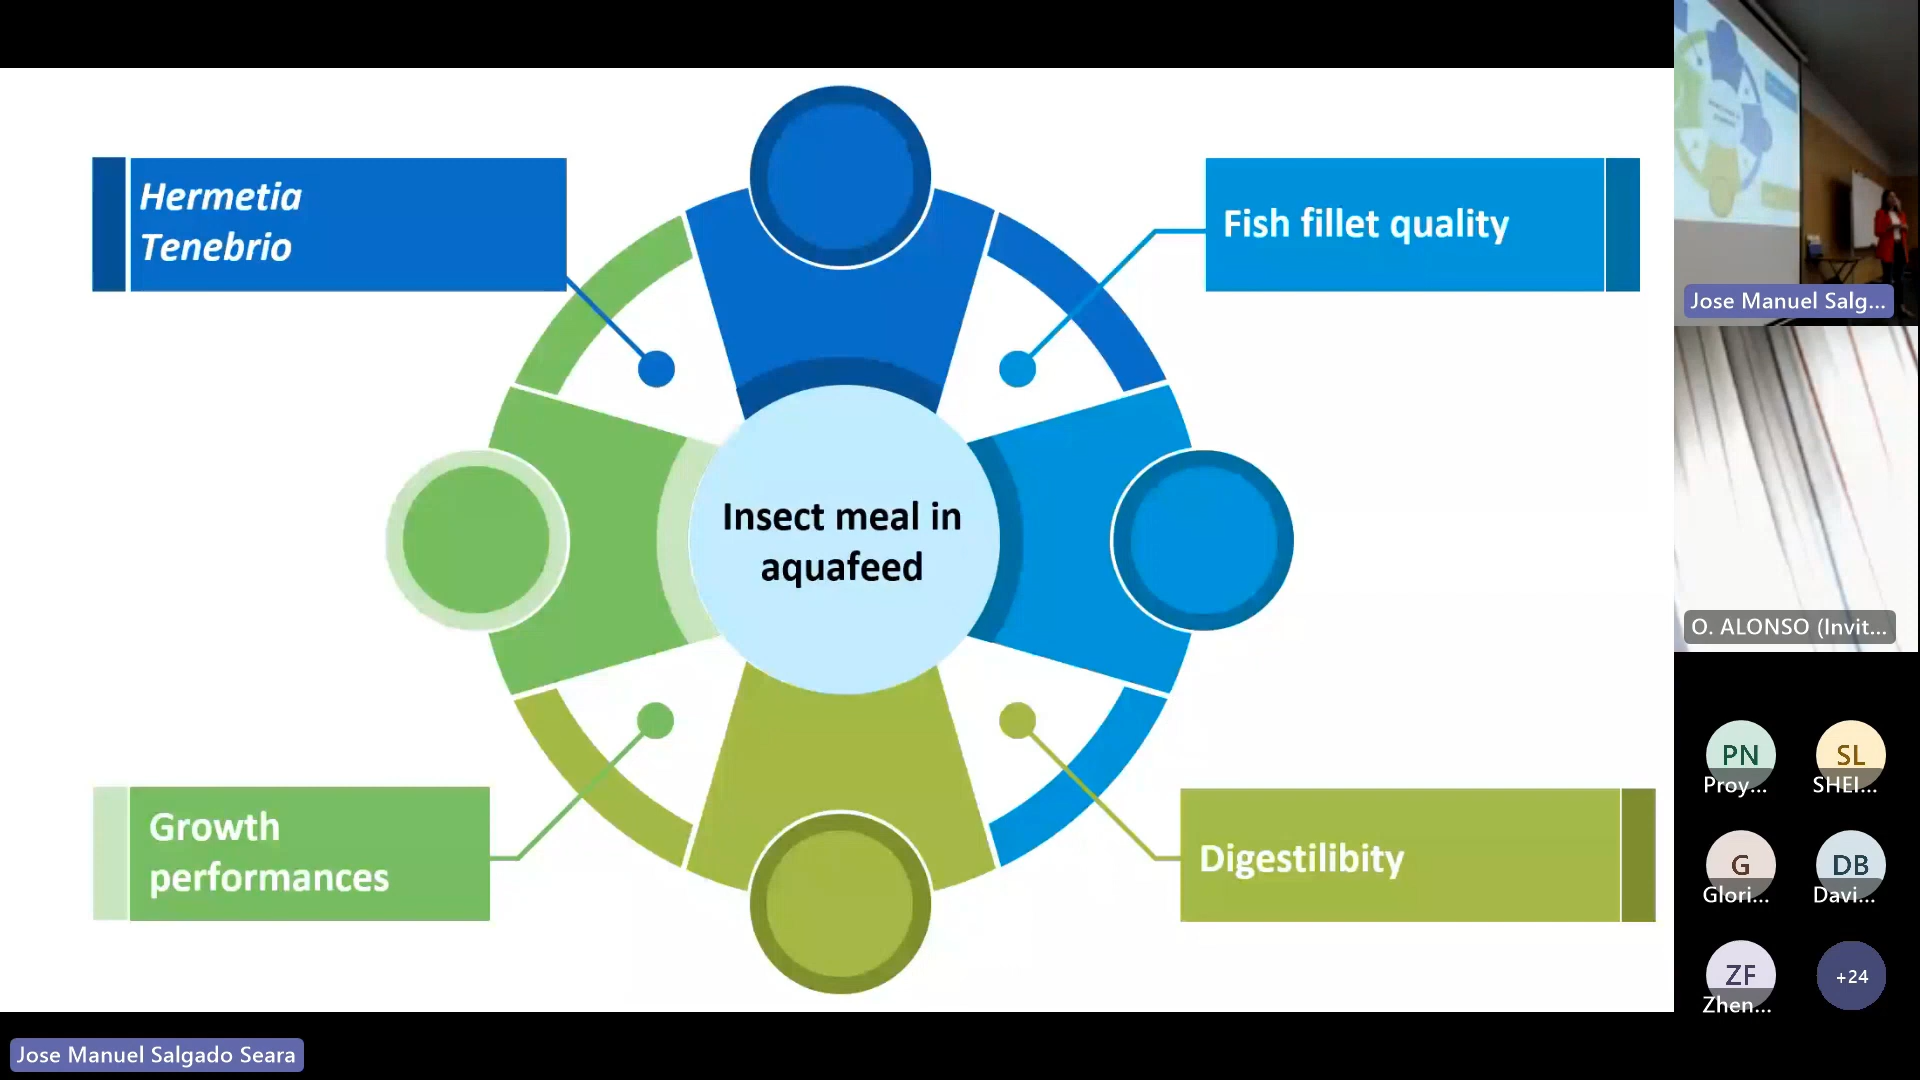 Hermetia
Tenebrio
Fish fillet quality
Insect meal in
aquafeed
Growth
performances
Digestilibity
Jose Manuel Salg...
O. ALONSO (Invit...
PN
Proy...
SL
SHEI...
G
Glori...
DB
Davi...
ZF
Zhen...
+24
Jose Manuel Salgado Seara